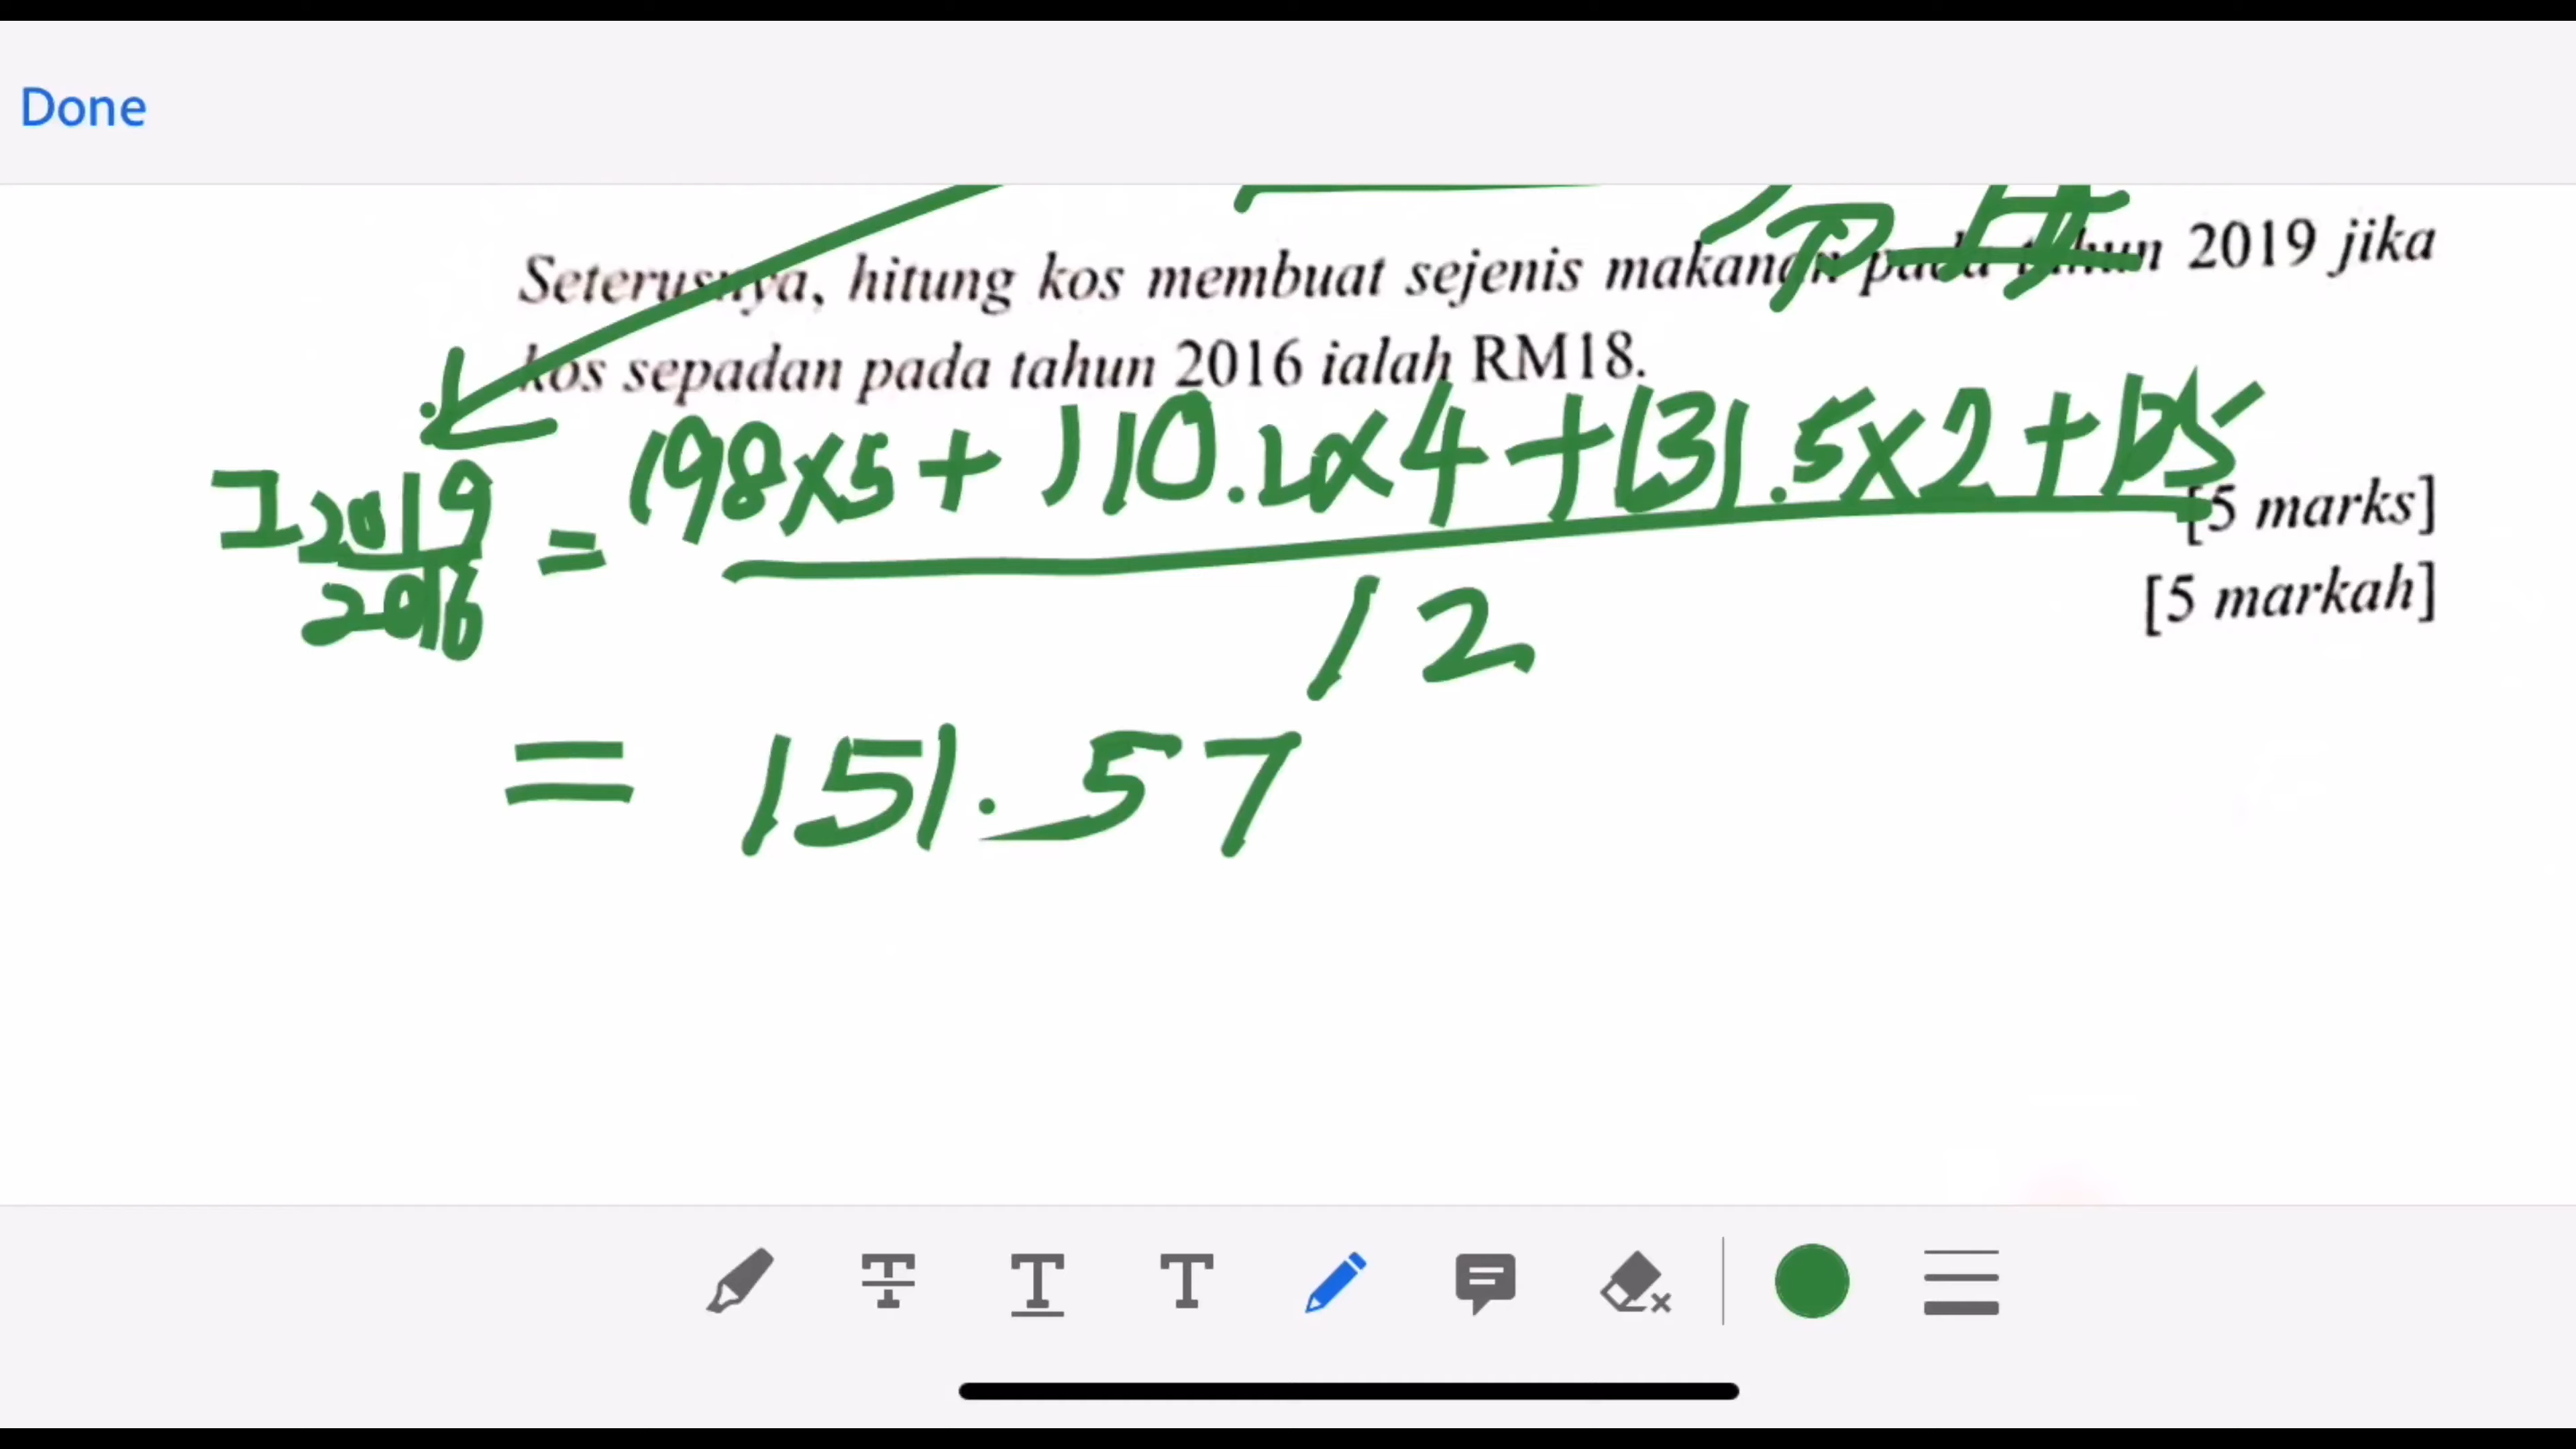 Done
Seterusnya, hitung kos membuat sejenis makanan pada tahun 2019 jika
kos sepadan pada tahun 2016 ialah RM18.
I 2019/2016 = 198x5 + 110.2x4 + 131.5x2 + 125
[5 marks]
12
[5 markah]
= 151.57